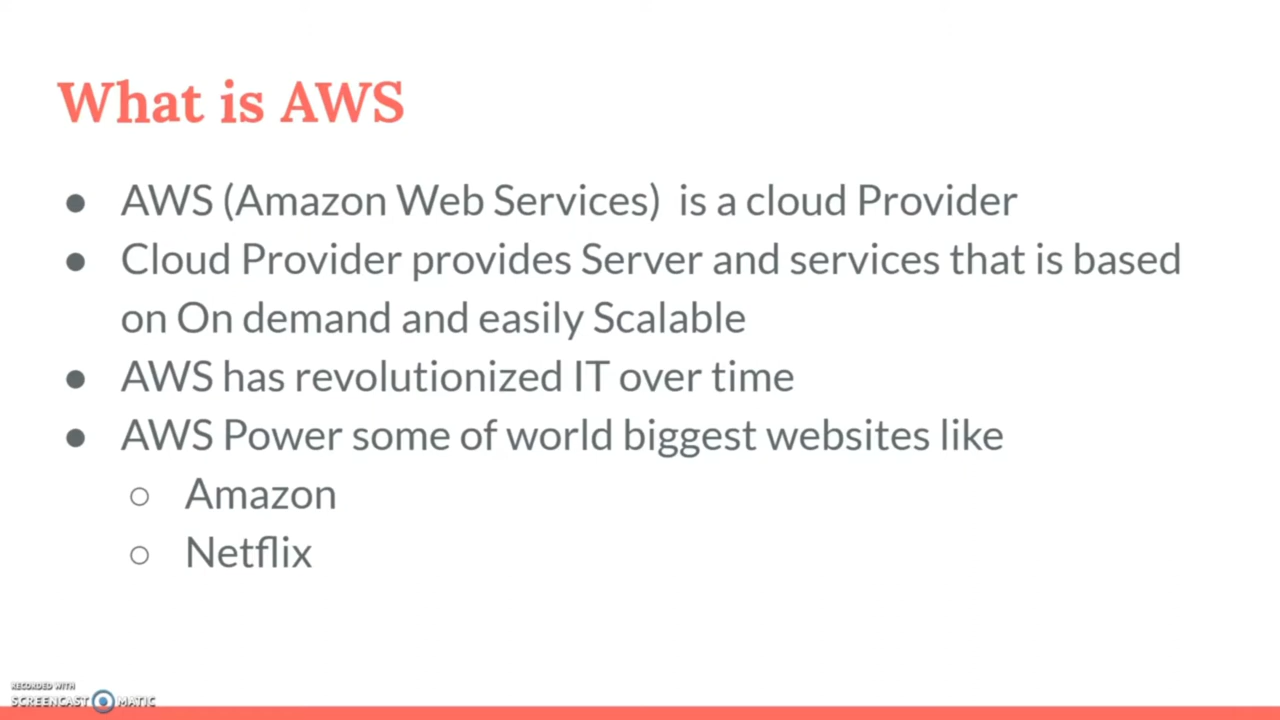 What is AWS
● AWS (Amazon Web Services)  is a cloud Provider
● Cloud Provider provides Server and services that is based
on On demand and easily Scalable
● AWS has revolutionized IT over time
● AWS Power some of world biggest websites like
○ Amazon
○ Netflix
RECORDED WITH
SCREENCAST MATIC